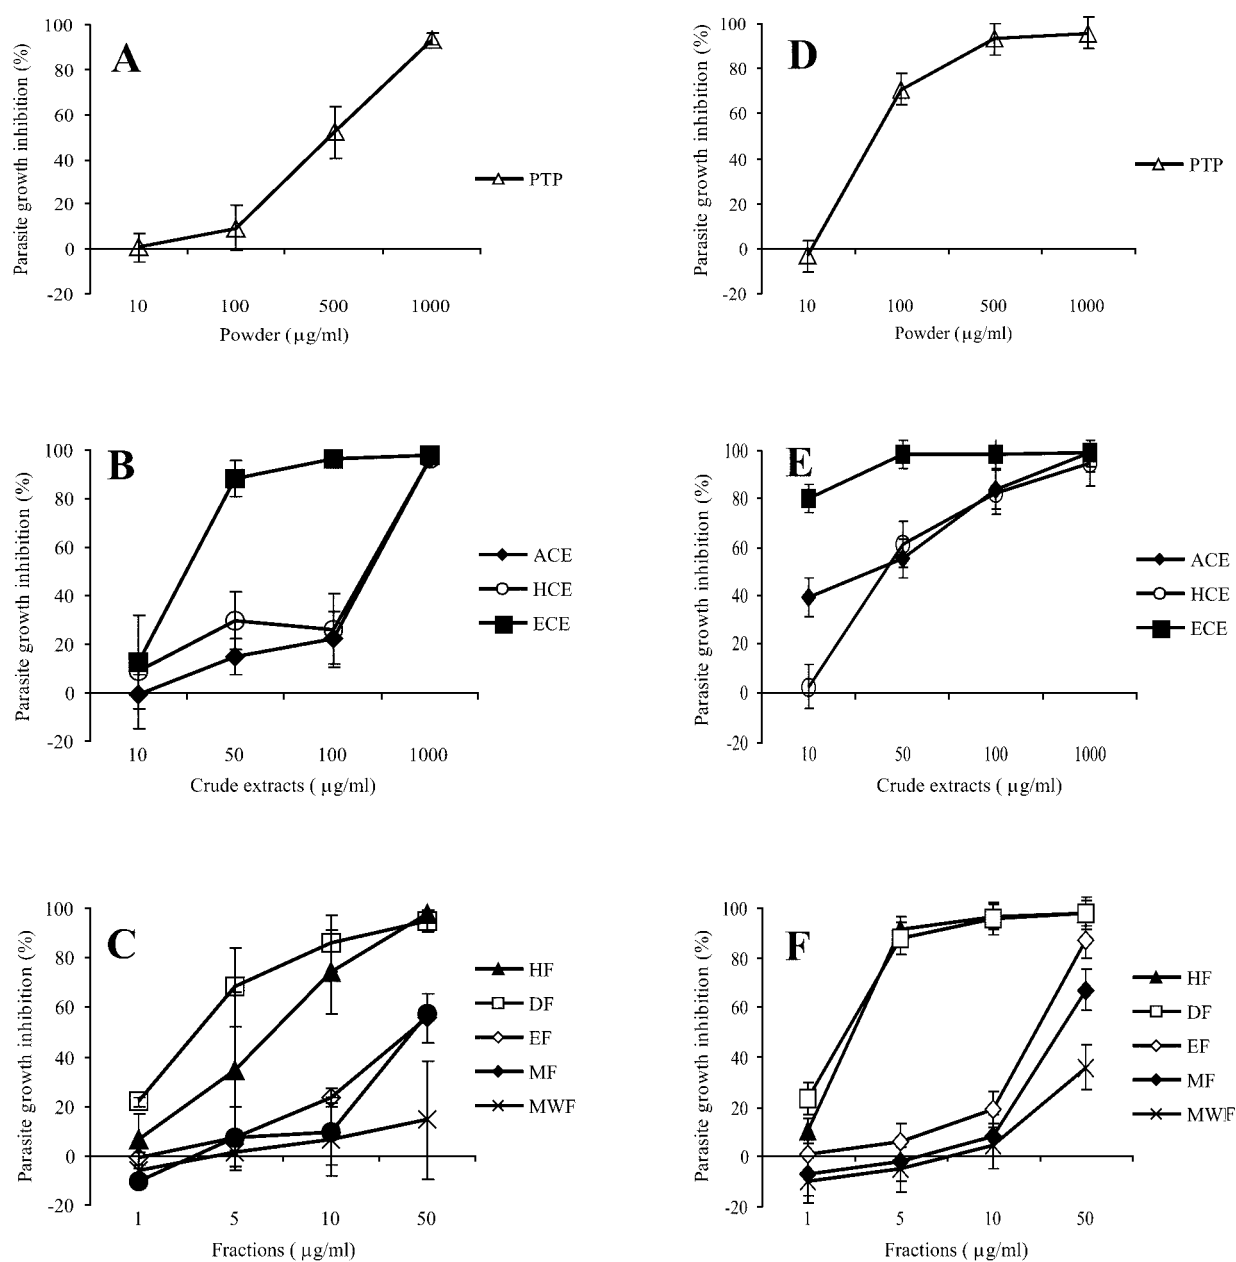 A
Parasite growth inhibition (%)
100
80
60
40
20
0
-20
10 100 500 1000
Powder (µg/ml)
PTP
D
Parasite growth inhibition (%)
100
80
60
40
20
0
-20
10 100 500 1000
Powder (µg/ml)
PTP
B
Parasite growth inhibition (%)
100
80
60
40
20
0
-20
10 50 100 1000
Crude extracts ( µg/ml)
ACE
HCE
ECE
E
Parasite growth inhibition (%)
100
80
60
40
20
0
-20
10 50 100 1000
Crude extracts ( µg/ml)
ACE
HCE
ECE
C
Parasite growth inhibition (%)
100
80
60
40
20
0
-20
1 5 10 50
Fractions ( µg/ml)
HF
DF
EF
MF
MWF
F
Parasite growth inhibition (%)
100
80
60
40
20
0
-20
1 5 10 50
Fractions ( µg/ml)
HF
DF
EF
MF
MWF